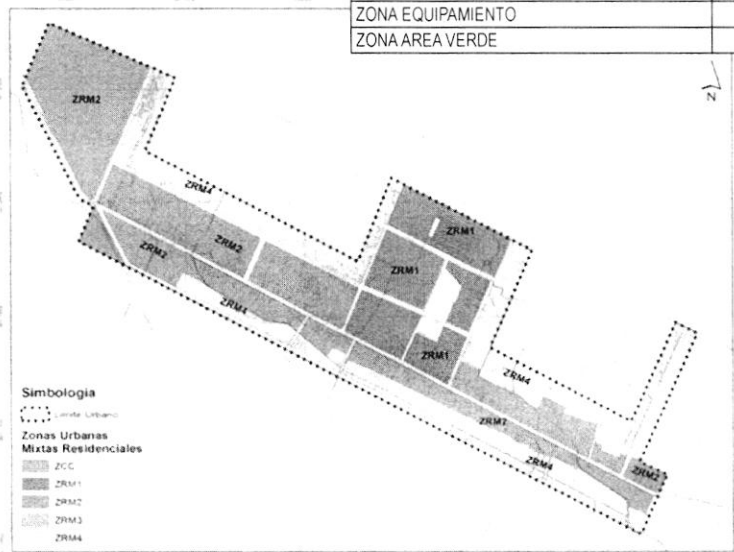 ZONA EQUIPAMIENTO
ZONA AREA VERDE
N
ZRM2
ZRM4
ZRM1
ZRM2
ZRM1
ZRM2
ZRM4
ZRM1
ZRM4
ZRM2
ZRM4
ZRM2
Simbologia
Limite Urbano
Zonas Urbanas
Mixtas Residenciales
ZCC
ZRM1
ZRM2
ZRM3
ZRM4